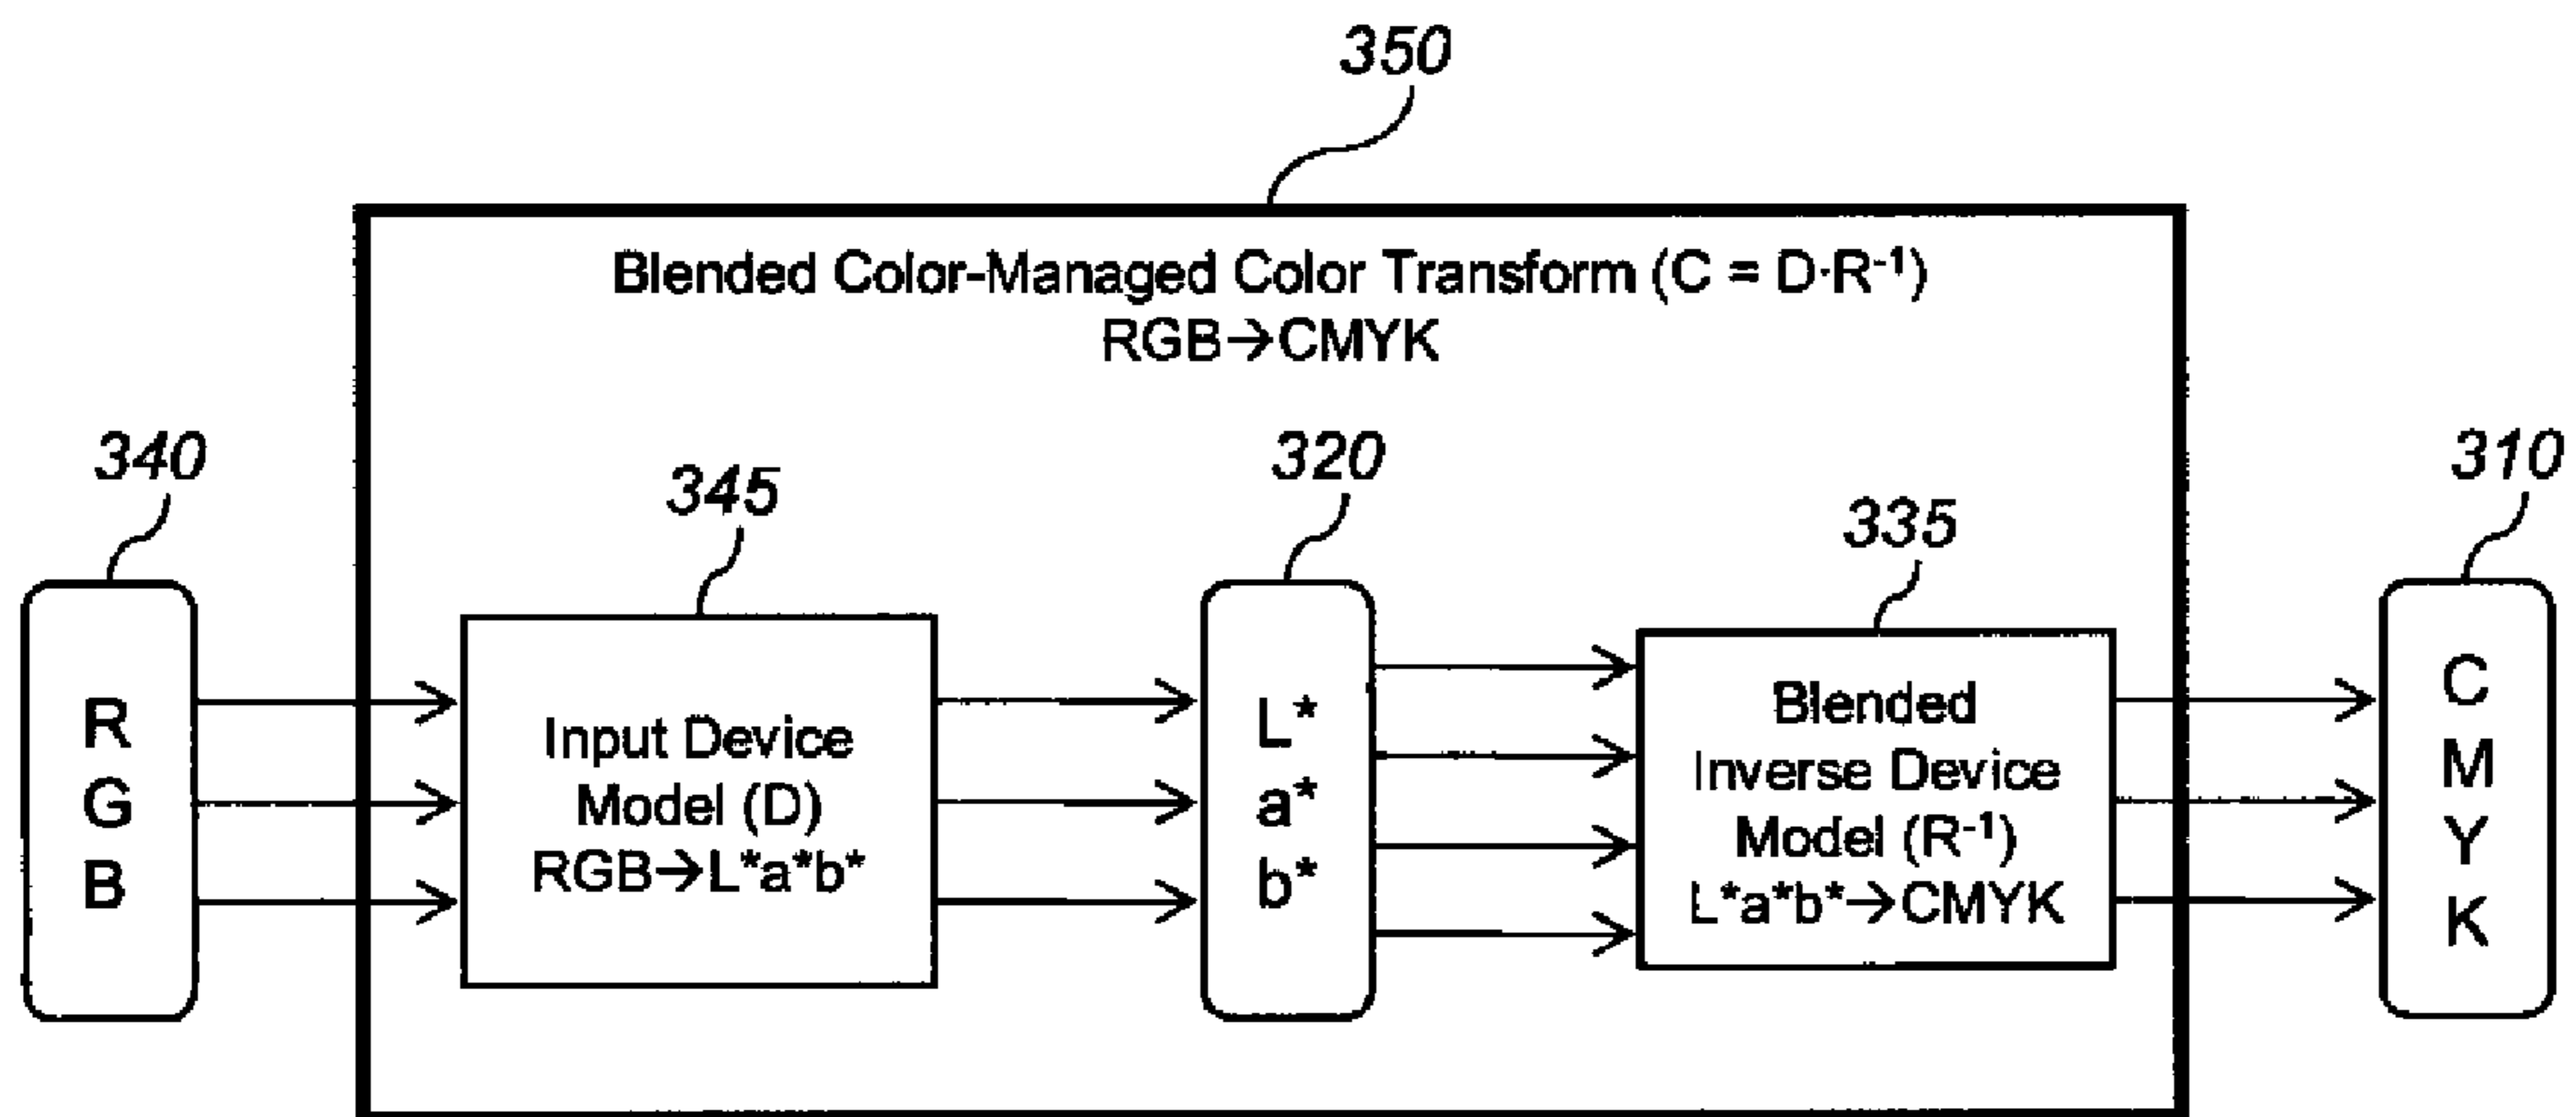 350
Blended Color-Managed Color Transform (C = D·R⁻¹)
RGB→CMYK
340
345
320
335
310
R
G
B
Input Device
Model (D)
RGB→L*a*b*
L*
a*
b*
Blended
Inverse Device
Model (R⁻¹)
L*a*b*→CMYK
C
M
Y
K